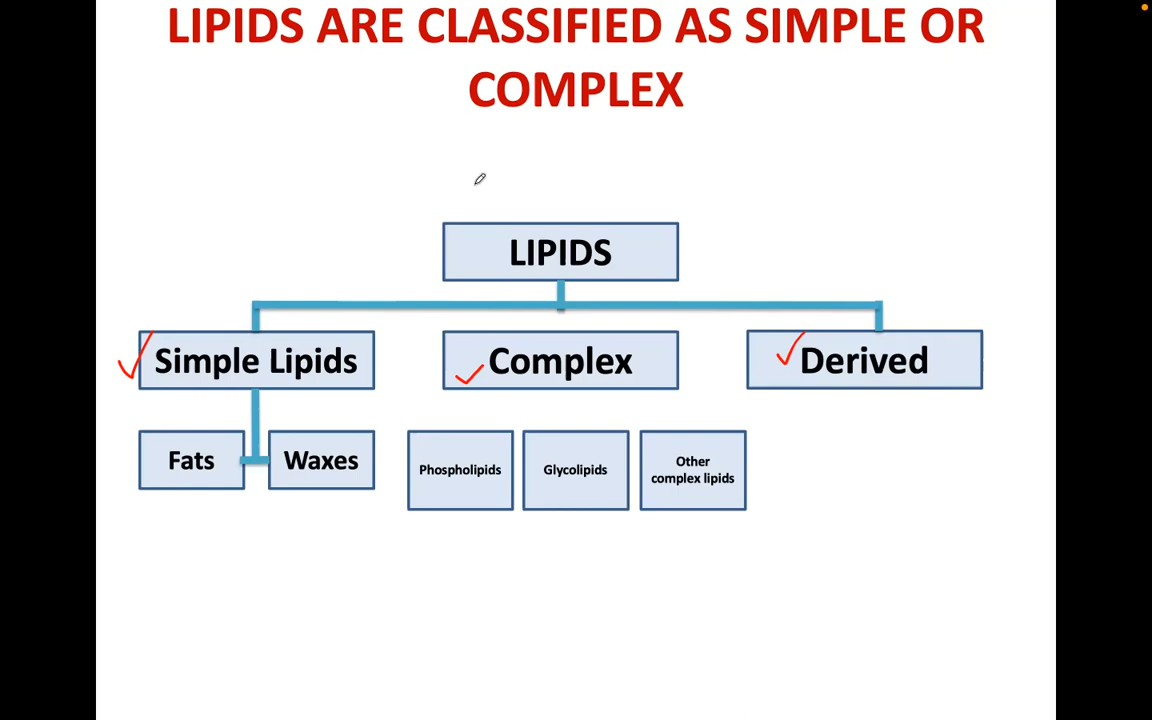 LIPIDS ARE CLASSIFIED AS SIMPLE OR
COMPLEX
LIPIDS
Simple Lipids
Complex
Derived
Fats
Waxes
Phospholipids
Glycolipids
Other
complex lipids